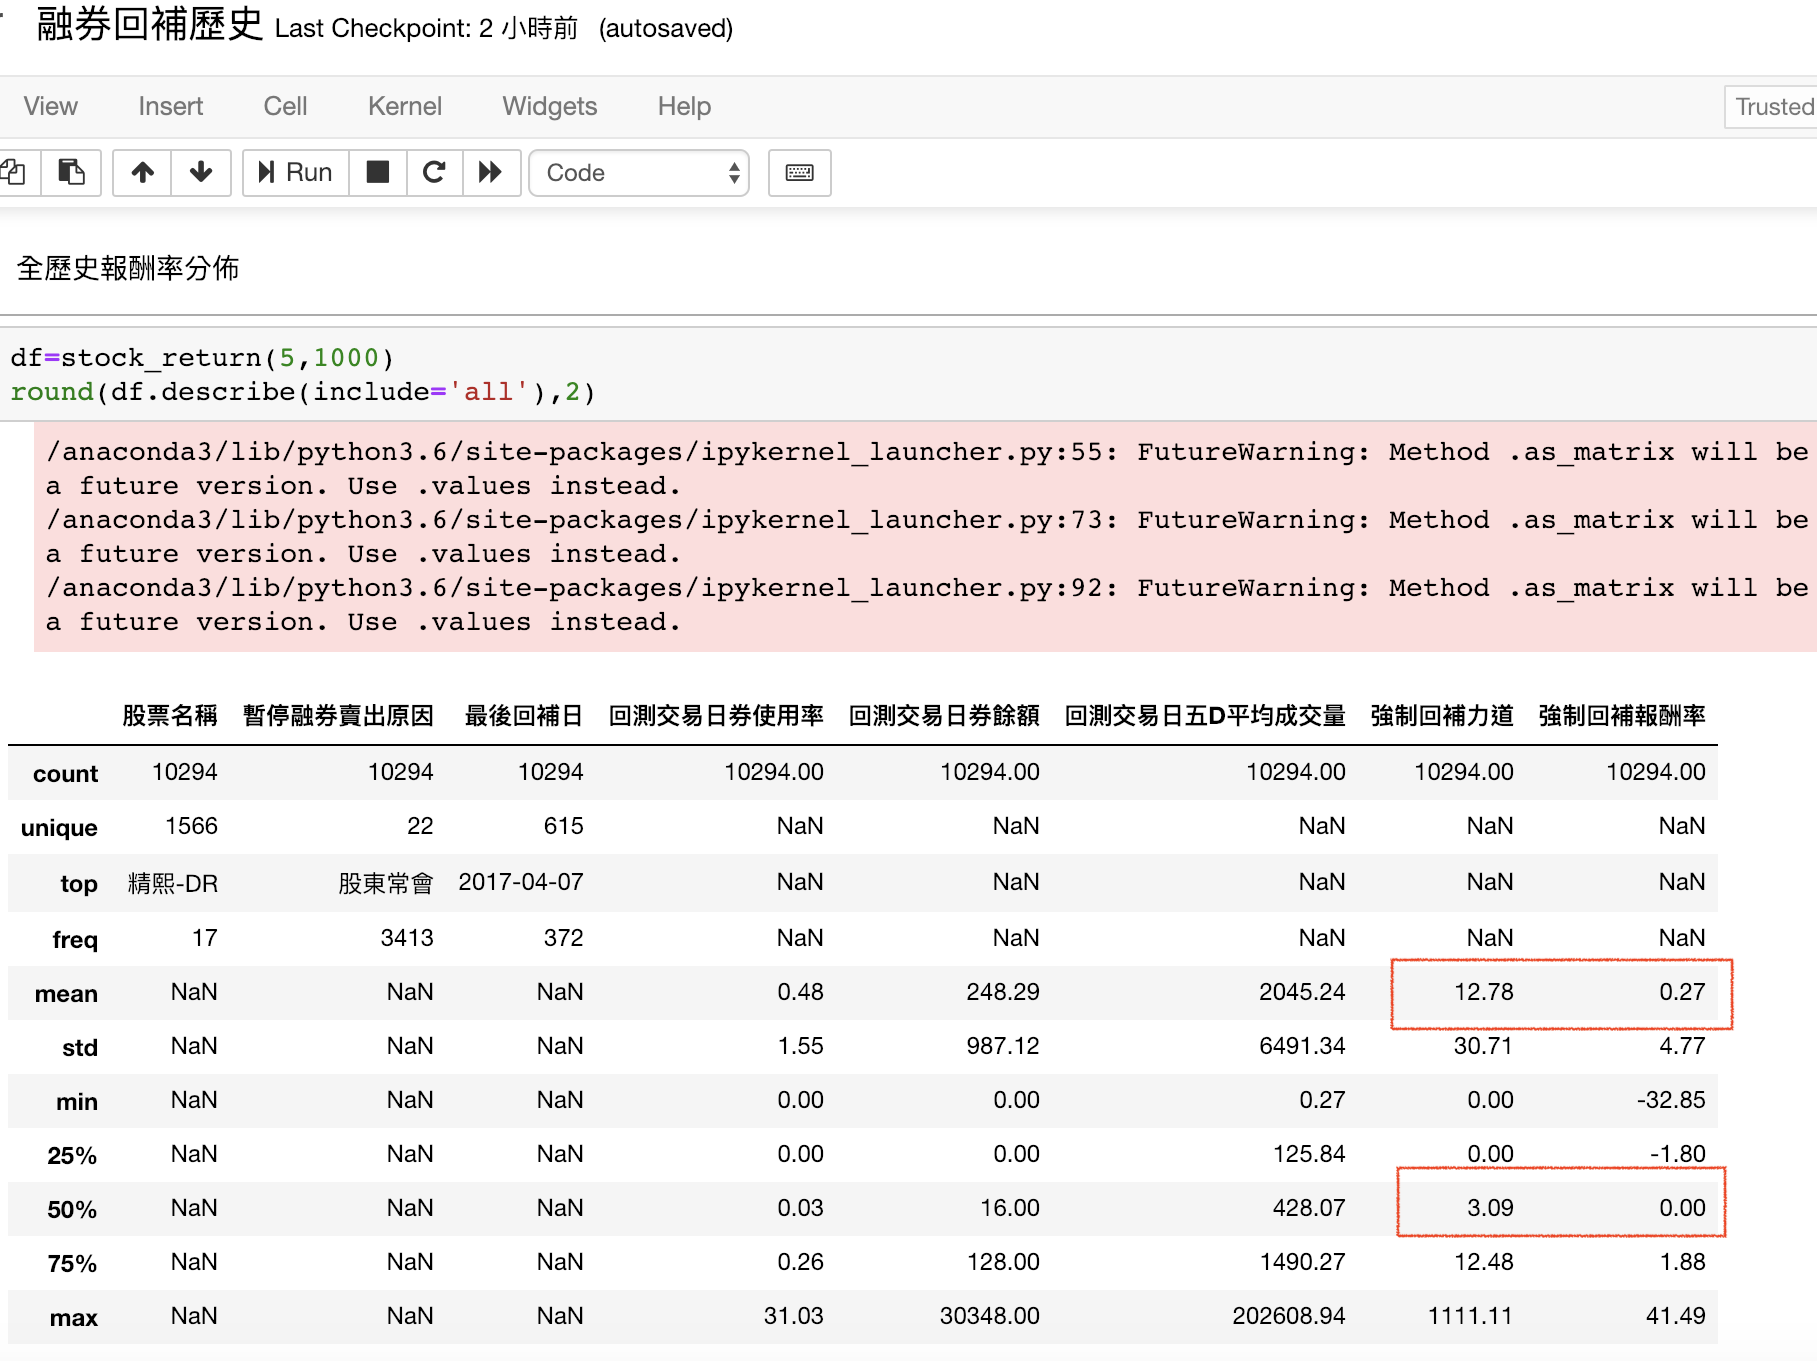 融券回補歷史 Last Checkpoint: 2 小時前 (autosaved)
View Insert Cell Kernel Widgets Help Trusted
Run Code
全歷史報酬率分佈
df=stock_return(5,1000)
round(df.describe(include='all'),2)
/anaconda3/lib/python3.6/site-packages/ipykernel_launcher.py:55: FutureWarning: Method .as_matrix will be
a future version. Use .values instead.
/anaconda3/lib/python3.6/site-packages/ipykernel_launcher.py:73: FutureWarning: Method .as_matrix will be
a future version. Use .values instead.
/anaconda3/lib/python3.6/site-packages/ipykernel_launcher.py:92: FutureWarning: Method .as_matrix will be
a future version. Use .values instead.
股票名稱 暫停融券賣出原因 最後回補日 回測交易日券使用率 回測交易日券餘額 回測交易日五D平均成交量 強制回補力道 強制回補報酬率
count 10294 10294 10294 10294.00 10294.00 10294.00 10294.00 10294.00
unique 1566 22 615 NaN NaN NaN NaN NaN
top 精熙-DR 股東常會 2017-04-07 NaN NaN NaN NaN NaN
freq 17 3413 372 NaN NaN NaN NaN NaN
mean NaN NaN NaN 0.48 248.29 2045.24 12.78 0.27
std NaN NaN NaN 1.55 987.12 6491.34 30.71 4.77
min NaN NaN NaN 0.00 0.00 0.27 0.00 -32.85
25% NaN NaN NaN 0.00 0.00 125.84 0.00 -1.80
50% NaN NaN NaN 0.03 16.00 428.07 3.09 0.00
75% NaN NaN NaN 0.26 128.00 1490.27 12.48 1.88
max NaN NaN NaN 31.03 30348.00 202608.94 1111.11 41.49